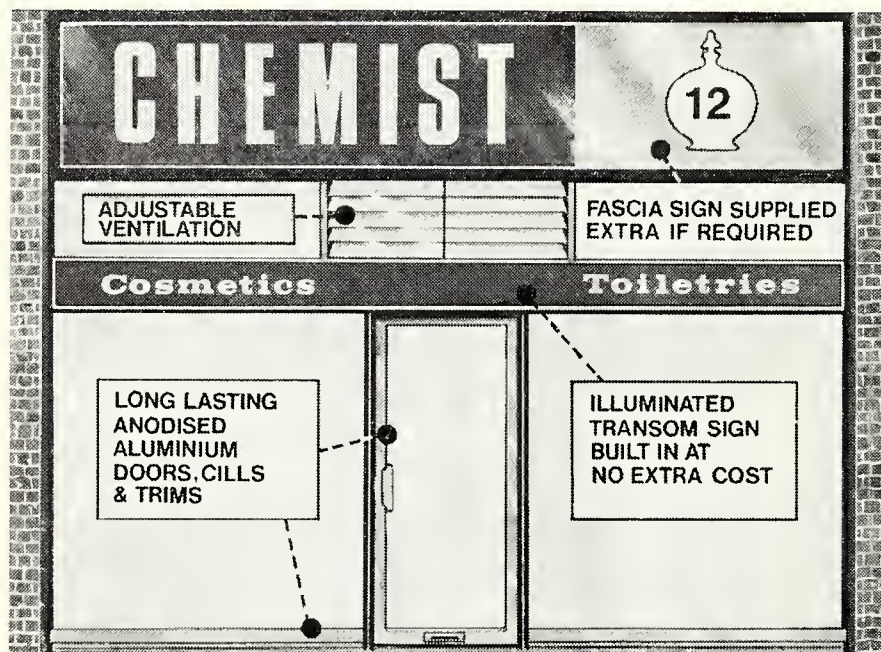 CHEMIST
12
ADJUSTABLE
VENTILATION
FASCIA SIGN SUPPLIED
EXTRA IF REQUIRED
Cosmetics
Toiletries
LONG LASTING
ANODISED
ALUMINIUM
DOORS, CILLS
& TRIMS
ILLUMINATED
TRANSOM SIGN
BUILT IN AT
NO EXTRA COST